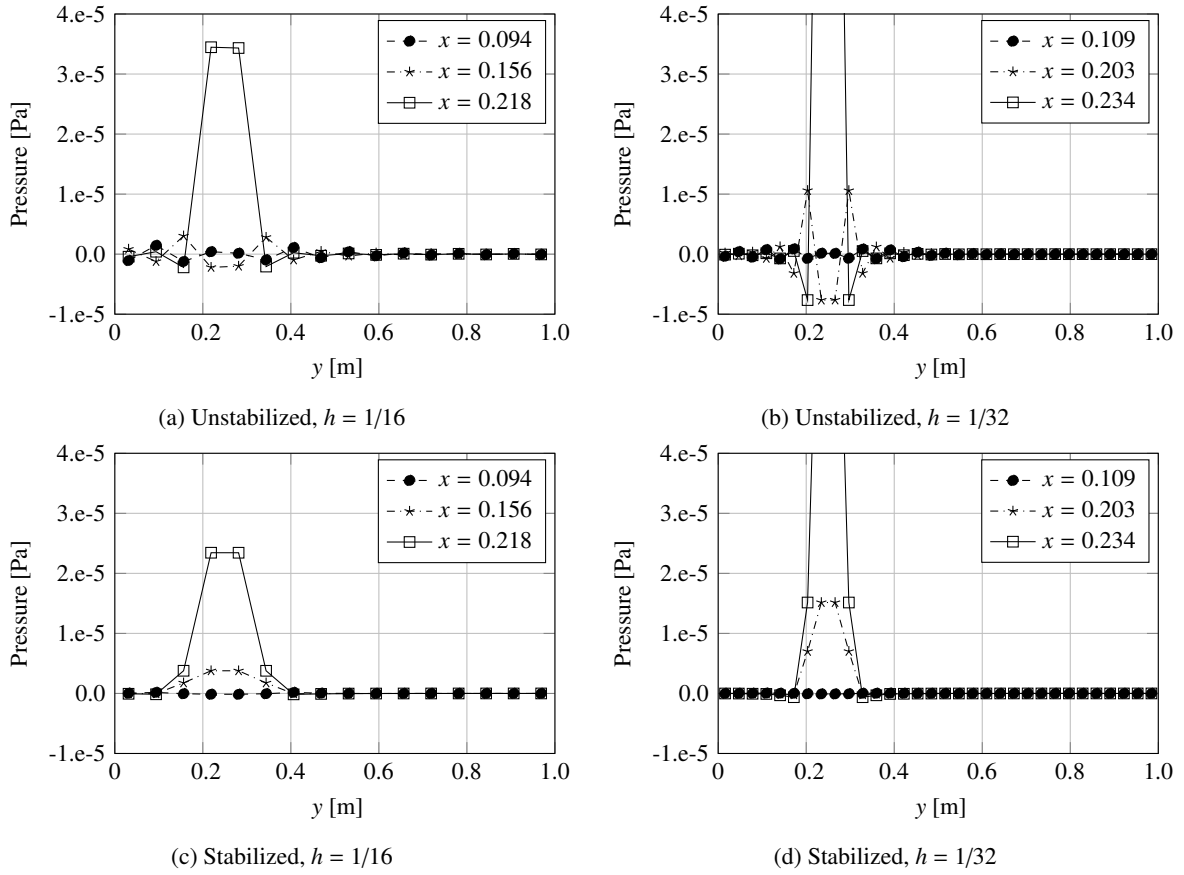 4.e-5
3.e-5
2.e-5
1.e-5
0.0
-1.e-5
Pressure [Pa]
x = 0.094
x = 0.156
x = 0.218
0
0.2
0.4
0.6
0.8
1.0
y [m]
(a) Unstabilized, h = 1/16
4.e-5
3.e-5
2.e-5
1.e-5
0.0
-1.e-5
Pressure [Pa]
x = 0.109
x = 0.203
x = 0.234
0
0.2
0.4
0.6
0.8
1.0
y [m]
(b) Unstabilized, h = 1/32
4.e-5
3.e-5
2.e-5
1.e-5
0.0
-1.e-5
Pressure [Pa]
x = 0.094
x = 0.156
x = 0.218
0
0.2
0.4
0.6
0.8
1.0
y [m]
(c) Stabilized, h = 1/16
4.e-5
3.e-5
2.e-5
1.e-5
0.0
-1.e-5
Pressure [Pa]
x = 0.109
x = 0.203
x = 0.234
0
0.2
0.4
0.6
0.8
1.0
y [m]
(d) Stabilized, h = 1/32